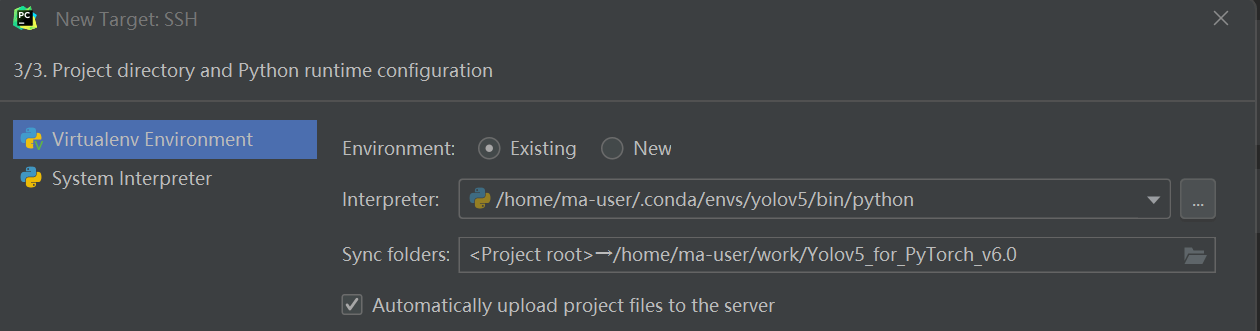 PC
New Target: SSH
3/3. Project directory and Python runtime configuration
Virtualenv Environment
System Interpreter
Environment: Existing New
Interpreter: /home/ma-user/.conda/envs/yolov5/bin/python ...
Sync folders: <Project root>→/home/ma-user/work/Yolov5_for_PyTorch_v6.0
Automatically upload project files to the server